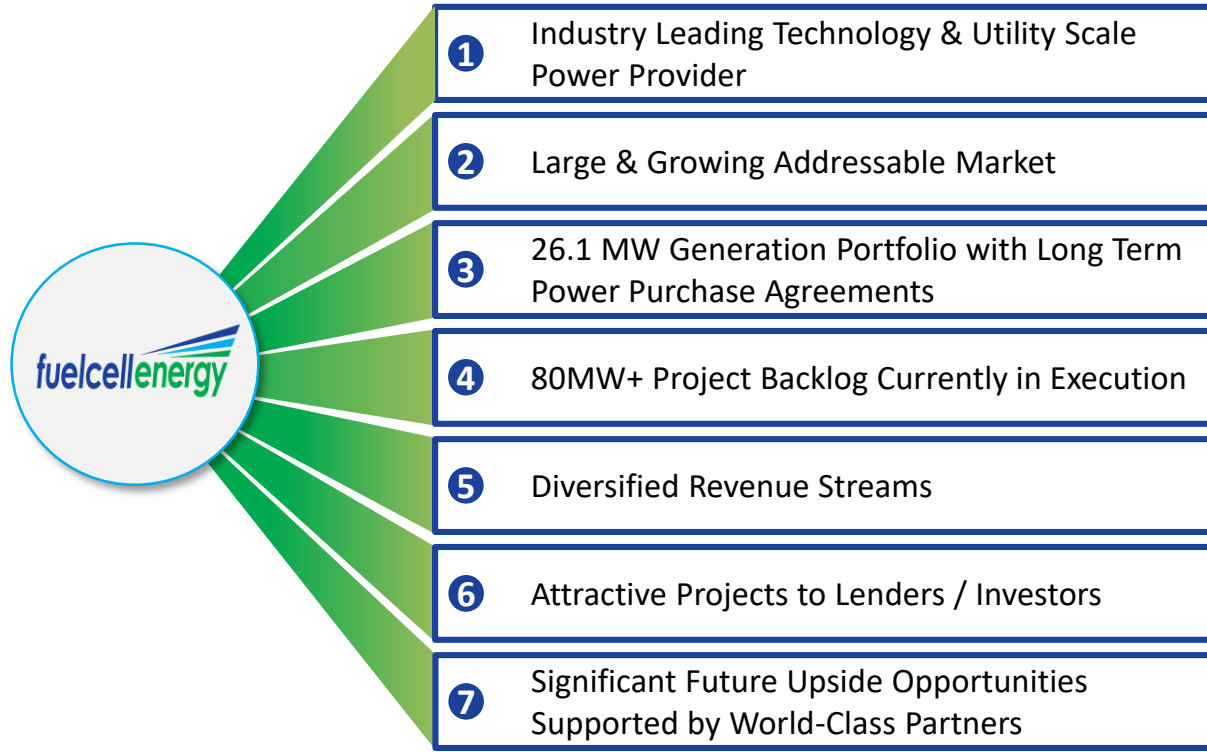 fuelcellenergy
1 Industry Leading Technology & Utility Scale
Power Provider
2 Large & Growing Addressable Market
3 26.1 MW Generation Portfolio with Long Term
Power Purchase Agreements
4 80MW+ Project Backlog Currently in Execution
5 Diversified Revenue Streams
6 Attractive Projects to Lenders / Investors
7 Significant Future Upside Opportunities
Supported by World-Class Partners